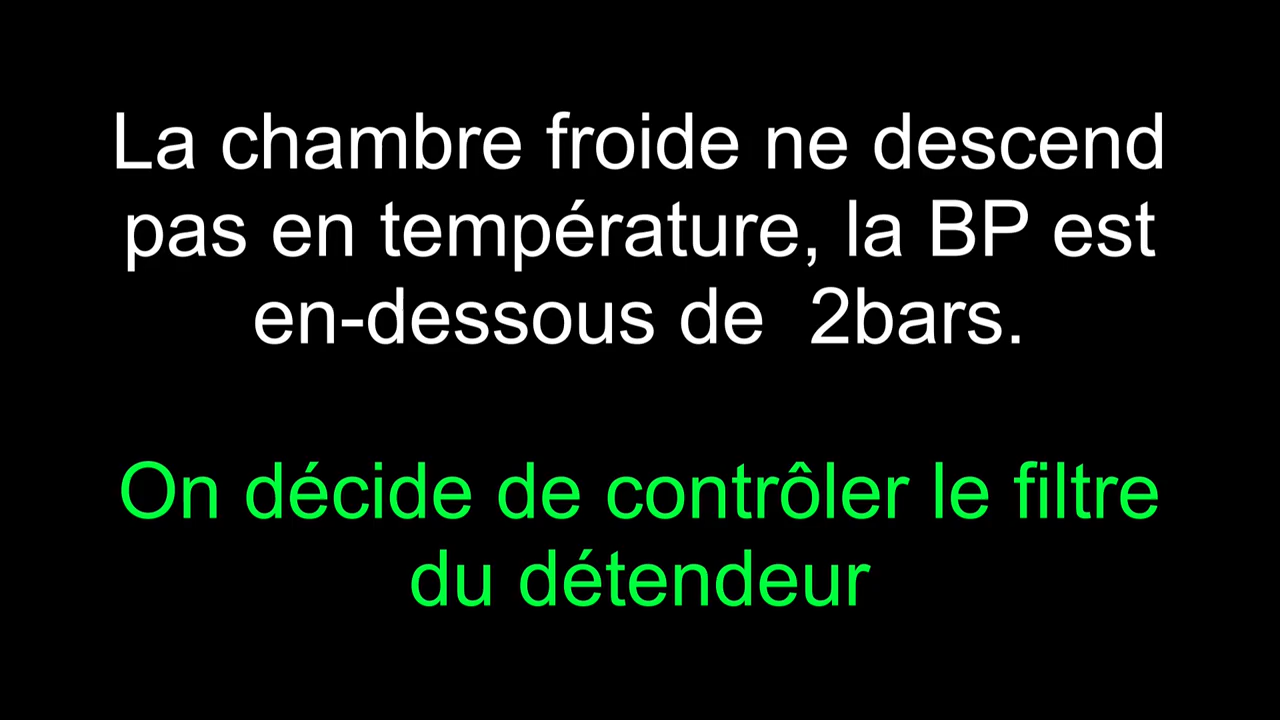 La chambre froide ne descend
pas en température, la BP est
en-dessous de  2bars.
On décide de contrôler le filtre
du détendeur